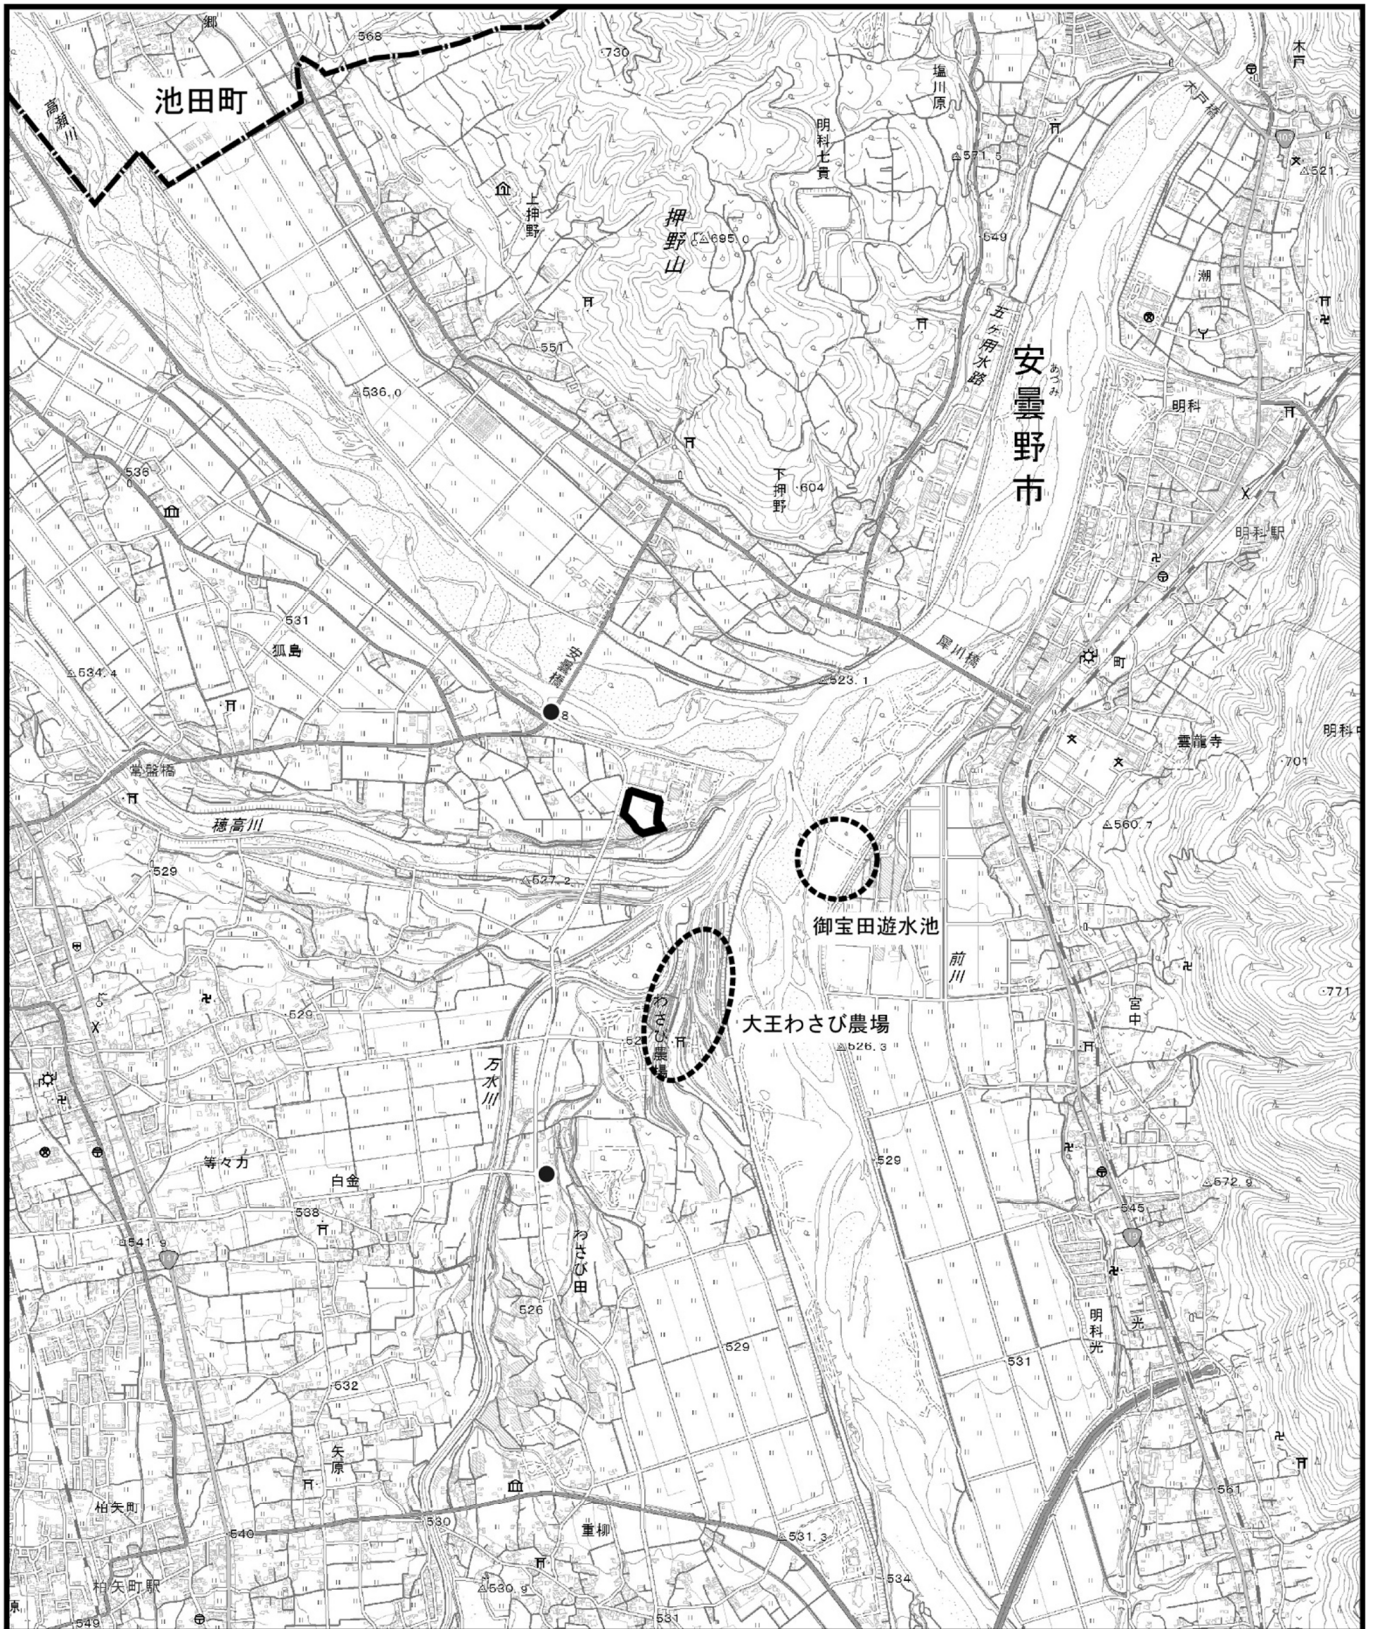 郷
568
730
木戸
池田町
高瀬川
塩川原
木戸橋
明科七貴
571.5
521.7
上押野
押野山
695.0
549
潮
五ヶ用水路
551
安曇野市
あづみ
536.0
明科
536
下押野
604
明科駅
531
狐島
安曇橋
犀川橋
町
534.4
523.1
8
雲龍寺
701
常盤橋
穂高川
560.7
529
527.2
御宝田遊水池
前川
771
529
わさび農場
大王わさび農場
宮中
526.3
万水川
等々力
白金
529
572.9
538
545
541.9
わさび田
526
529
明科光
光
531
532
矢原
561
柏矢町
540
530
重柳
531.3
柏矢町駅
530.9
534
原
549
531